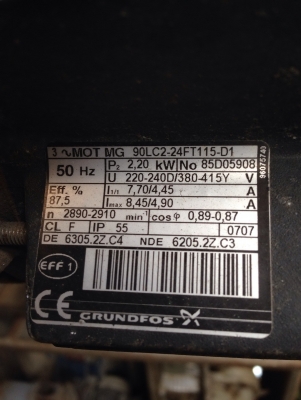 3 ~ MOT MG 90LC2-24FT115-D1
50 Hz P2 2,20 kW No 85D05908
U 220-240D/380-415Y V
Eff. % I1/1 7,70/4,45 A
87,5 Imax 8,45/4,90 A
n 2890-2910 min-1 cos φ 0,89-0,87
CL F IP 55 0707
DE 6305.2Z.C4 NDE 6205.2Z.C3
EFF 1
CE GRUNDFOS X